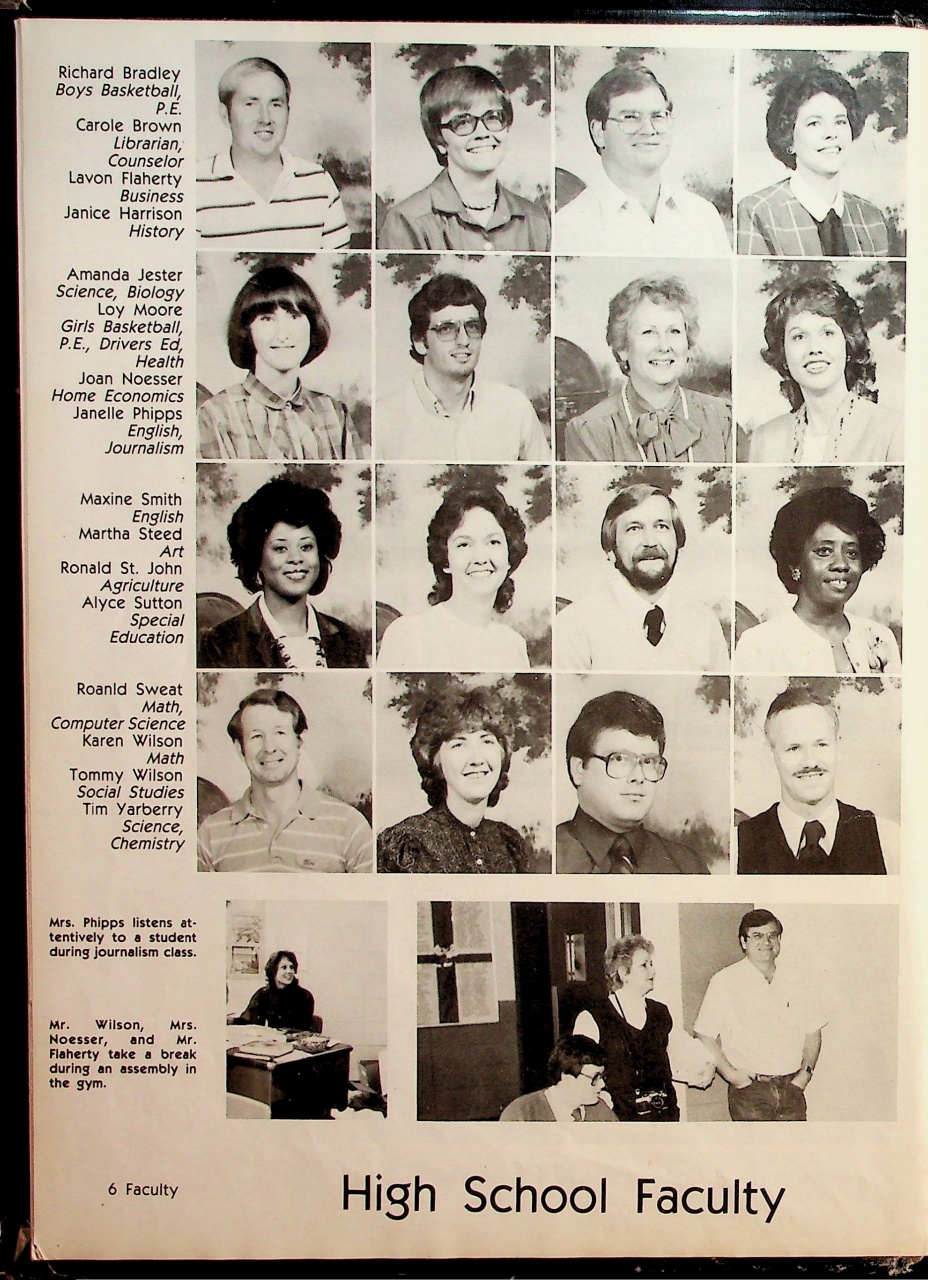 Richard Bradley
Boys Basketball,
P.E.
Carole Brown
Librarian,
Counselor
Lavon Flaherty
Business
Janice Harrison
History
Amanda Jester
Science, Biology
Loy Moore
Girls Basketball,
P.E., Drivers Ed,
Health
Joan Noesser
Home Economics
Janelle Phipps
English,
Journalism
Maxine Smith
English
Martha Steed
Art
Ronald St. John
Agriculture
Alyce Sutton
Special
Education
Roanld Sweat
Math,
Computer Science
Karen Wilson
Math
Tommy Wilson
Social Studies
Tim Yarberry
Science,
Chemistry
Mrs. Phipps listens at-
tentively to a student
during journalism class.
Mr. Wilson, Mrs.
Noesser, and Mr.
Flaherty take a break
during an assembly in
the gym.
6 Faculty
High School Faculty